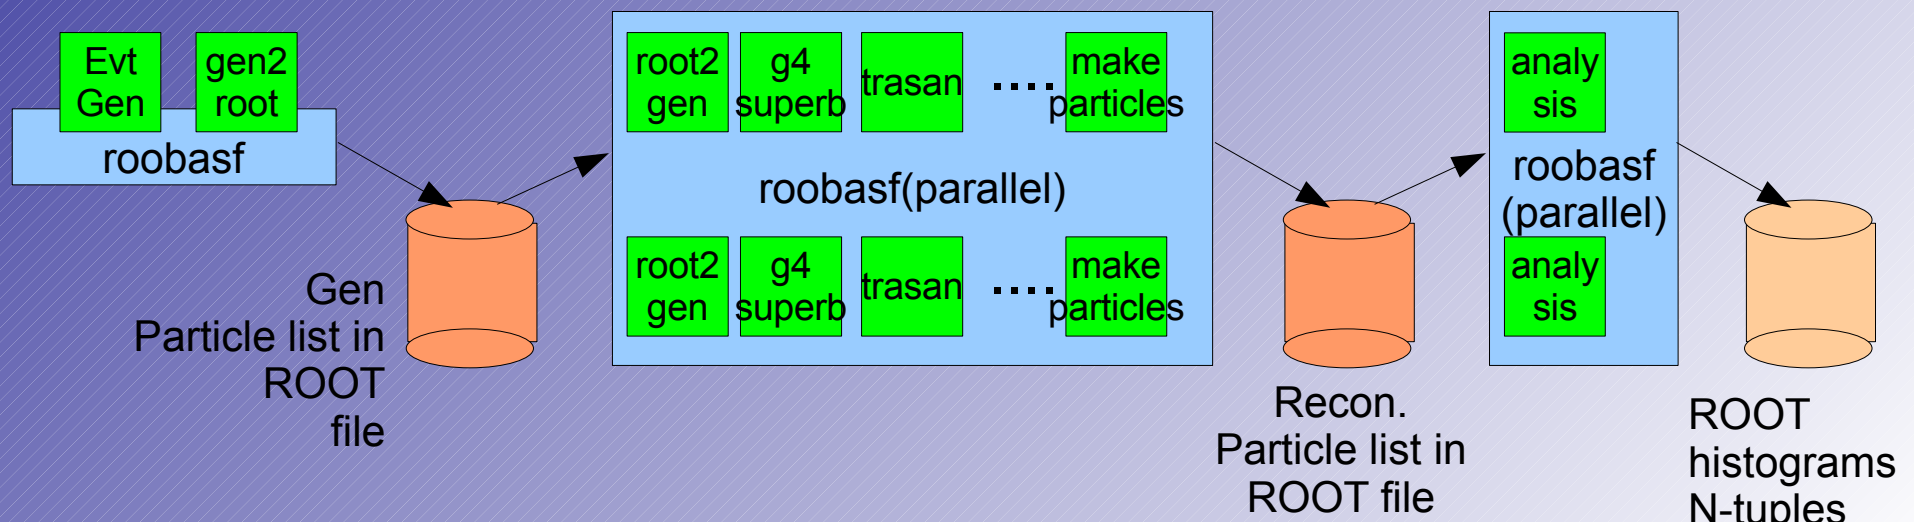 Evt
Gen
gen2
root
roobasf
Gen
Particle list in
ROOT
file
root2
gen
g4
superb
trasan
....
make
particles
roobasf(parallel)
root2
gen
g4
superb
trasan
....
make
particles
Recon.
Particle list in
ROOT file
analy
sis
roobasf
(parallel)
analy
sis
ROOT
histograms
N-tuples